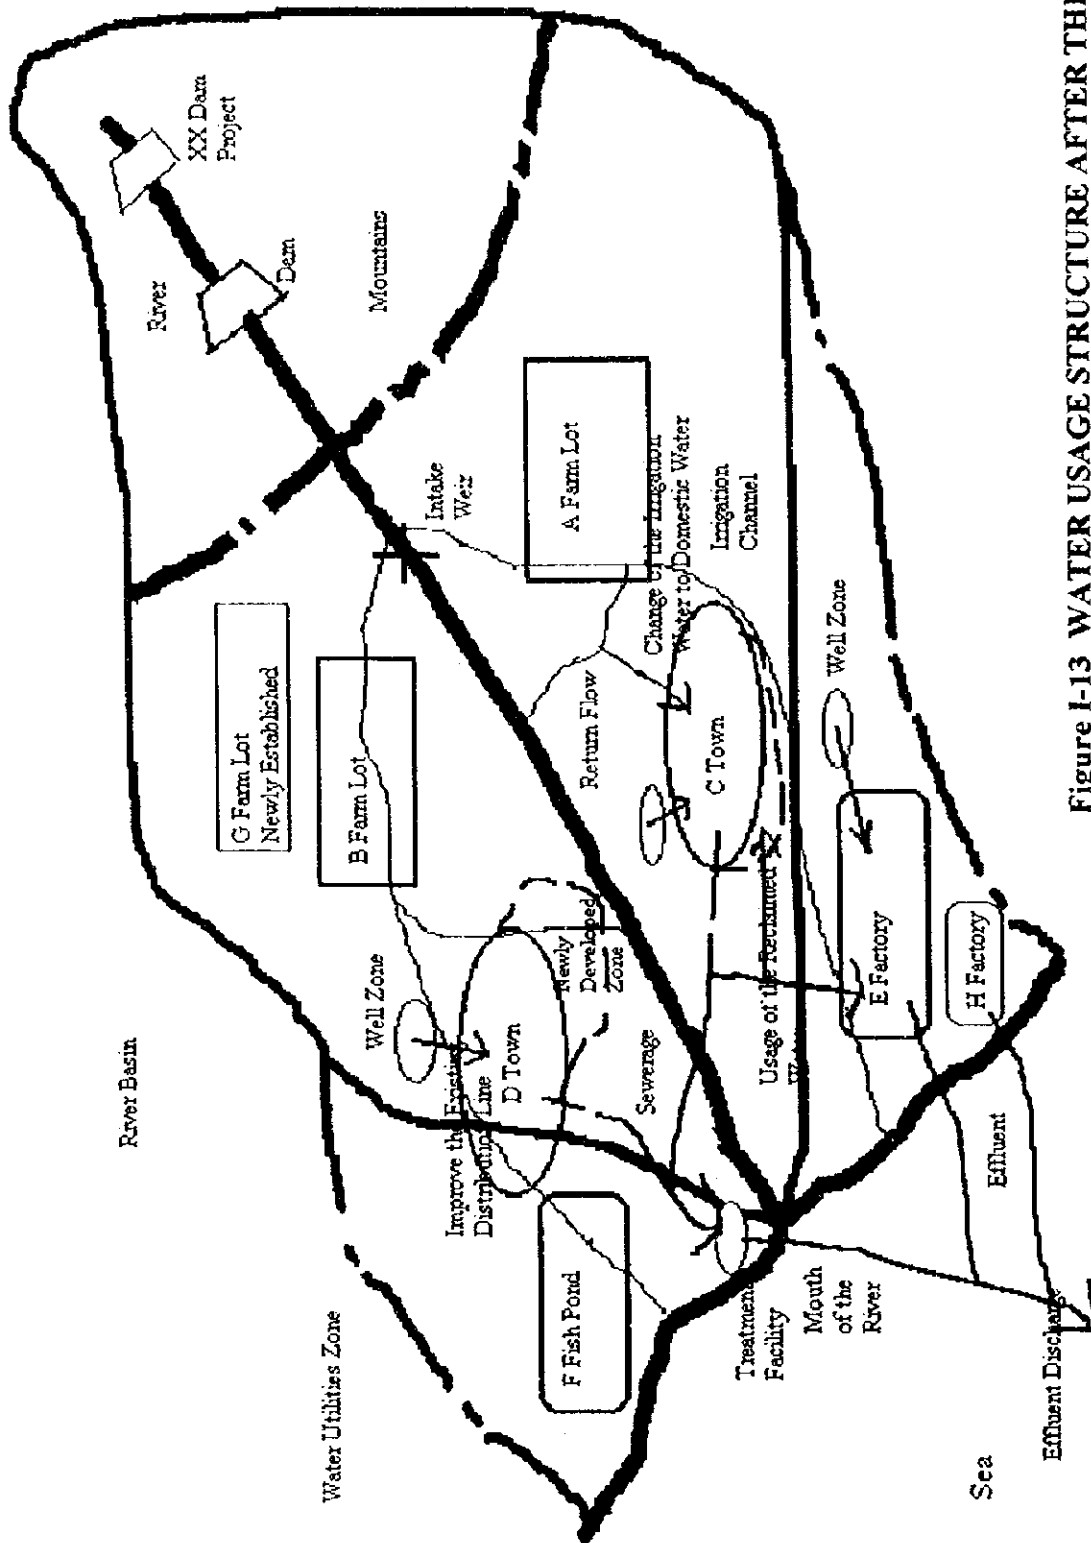 River Basin
Water Utilities Zone
XX Dam
Project
River
Dam
Mountains
G Farm Lot
Newly Established
B Farm Lot
Intake
Weir
A Farm Lot
Change of the Irrigation
Water to Domestic Water
Irrigation
Channel
Return Flow
C Town
Well Zone
Well Zone
D Town
Newly
Developed
Zone
Improve the Existing
Distribution Line
Sewerage
Usage of the Reclaimed
E Factory
H Factory
F Fish Pond
Treatment
Facility
Mouth
of the
River
Effluent
Effluent Discharge
Sea
Figure I-13 WATER USAGE STRUCTURE AFTER